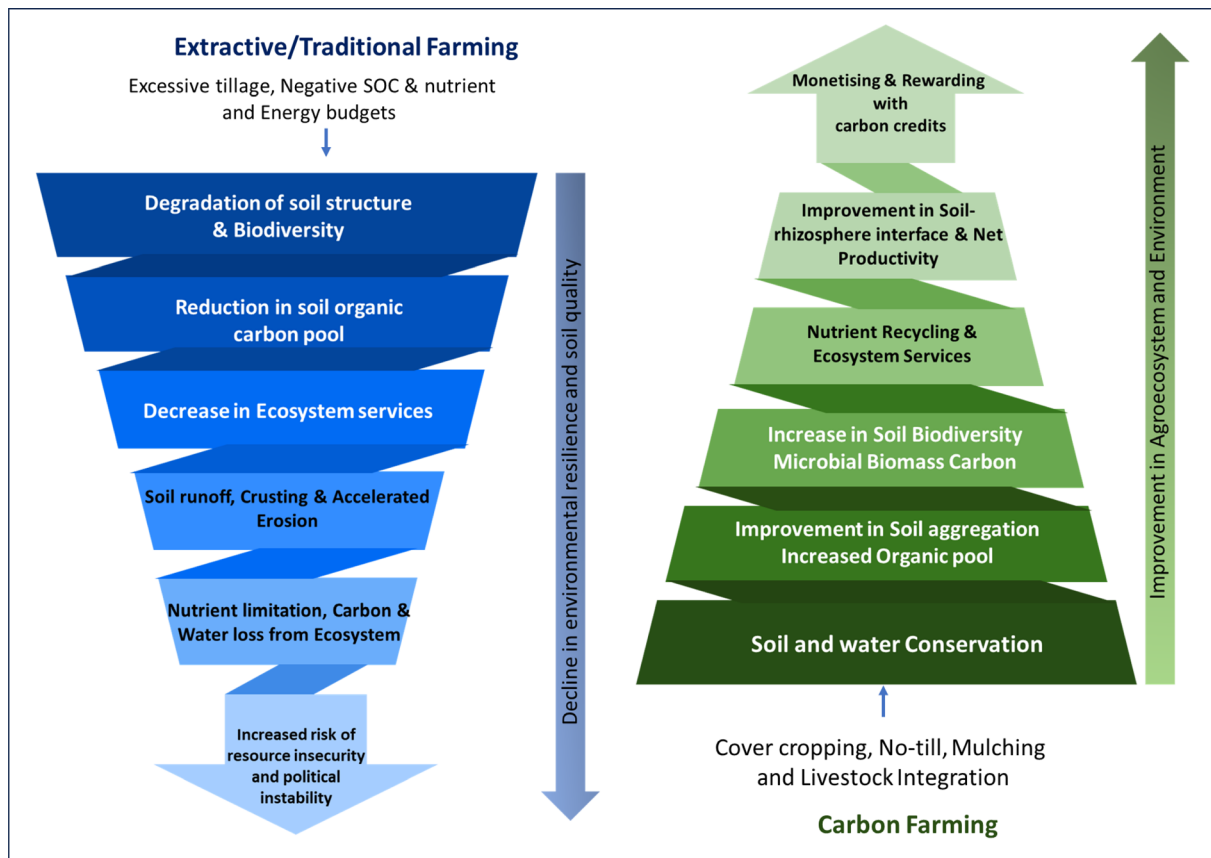 Extractive/Traditional Farming
Excessive tillage, Negative SOC & nutrient
and Energy budgets
Degradation of soil structure
& Biodiversity
Reduction in soil organic
carbon pool
Decrease in Ecosystem services
Soil runoff, Crusting & Accelerated
Erosion
Nutrient limitation, Carbon &
Water loss from Ecosystem
Increased risk of
resource insecurity
and political
instability
Decline in environmental resilience and soil quality
Monetising & Rewarding
with
carbon credits
Improvement in Soil-
rhizosphere interface & Net
Productivity
Nutrient Recycling &
Ecosystem Services
Increase in Soil Biodiversity
Microbial Biomass Carbon
Improvement in Soil aggregation
Increased Organic pool
Soil and water Conservation
Cover cropping, No-till, Mulching
and Livestock Integration
Carbon Farming
Improvement in Agroecosystem and Environment